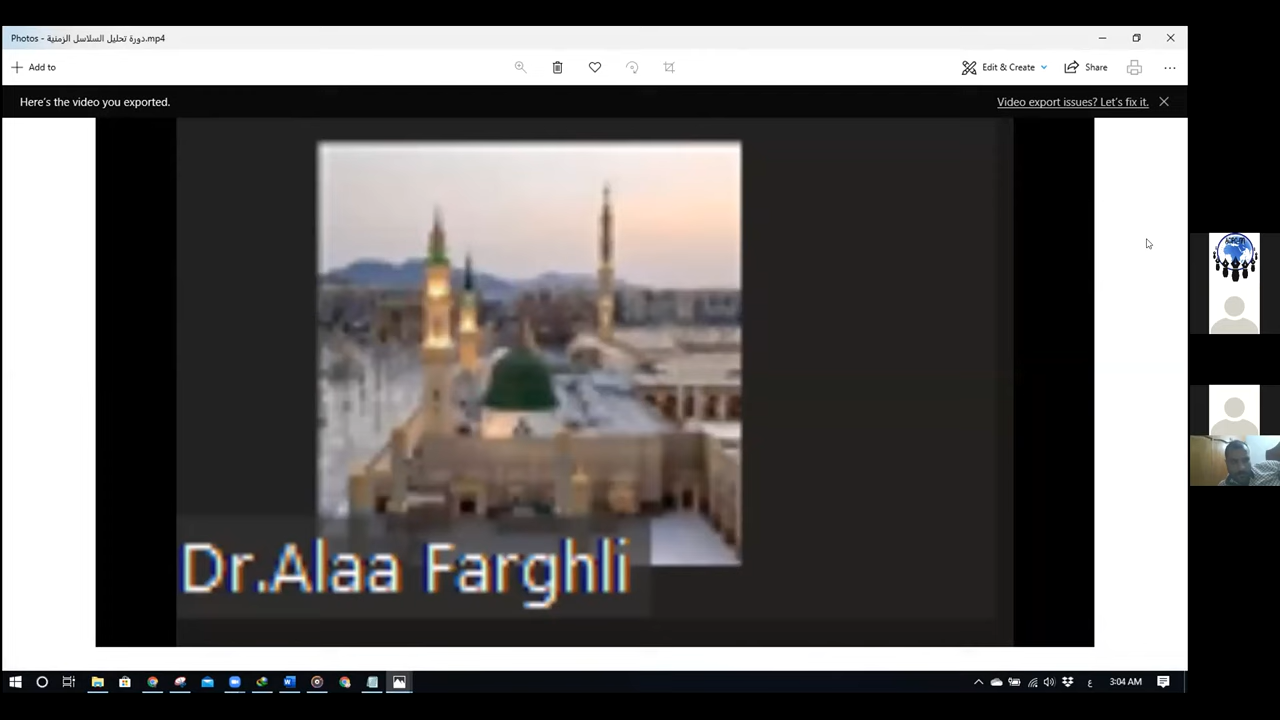 Photos - دورة تحليل السلاسل الزمنية.mp4
Add to
Edit & Create
Share
Here's the video you exported.
Video export issues? Let's fix it.
Dr.Alaa Farghli
ع
3:04 AM